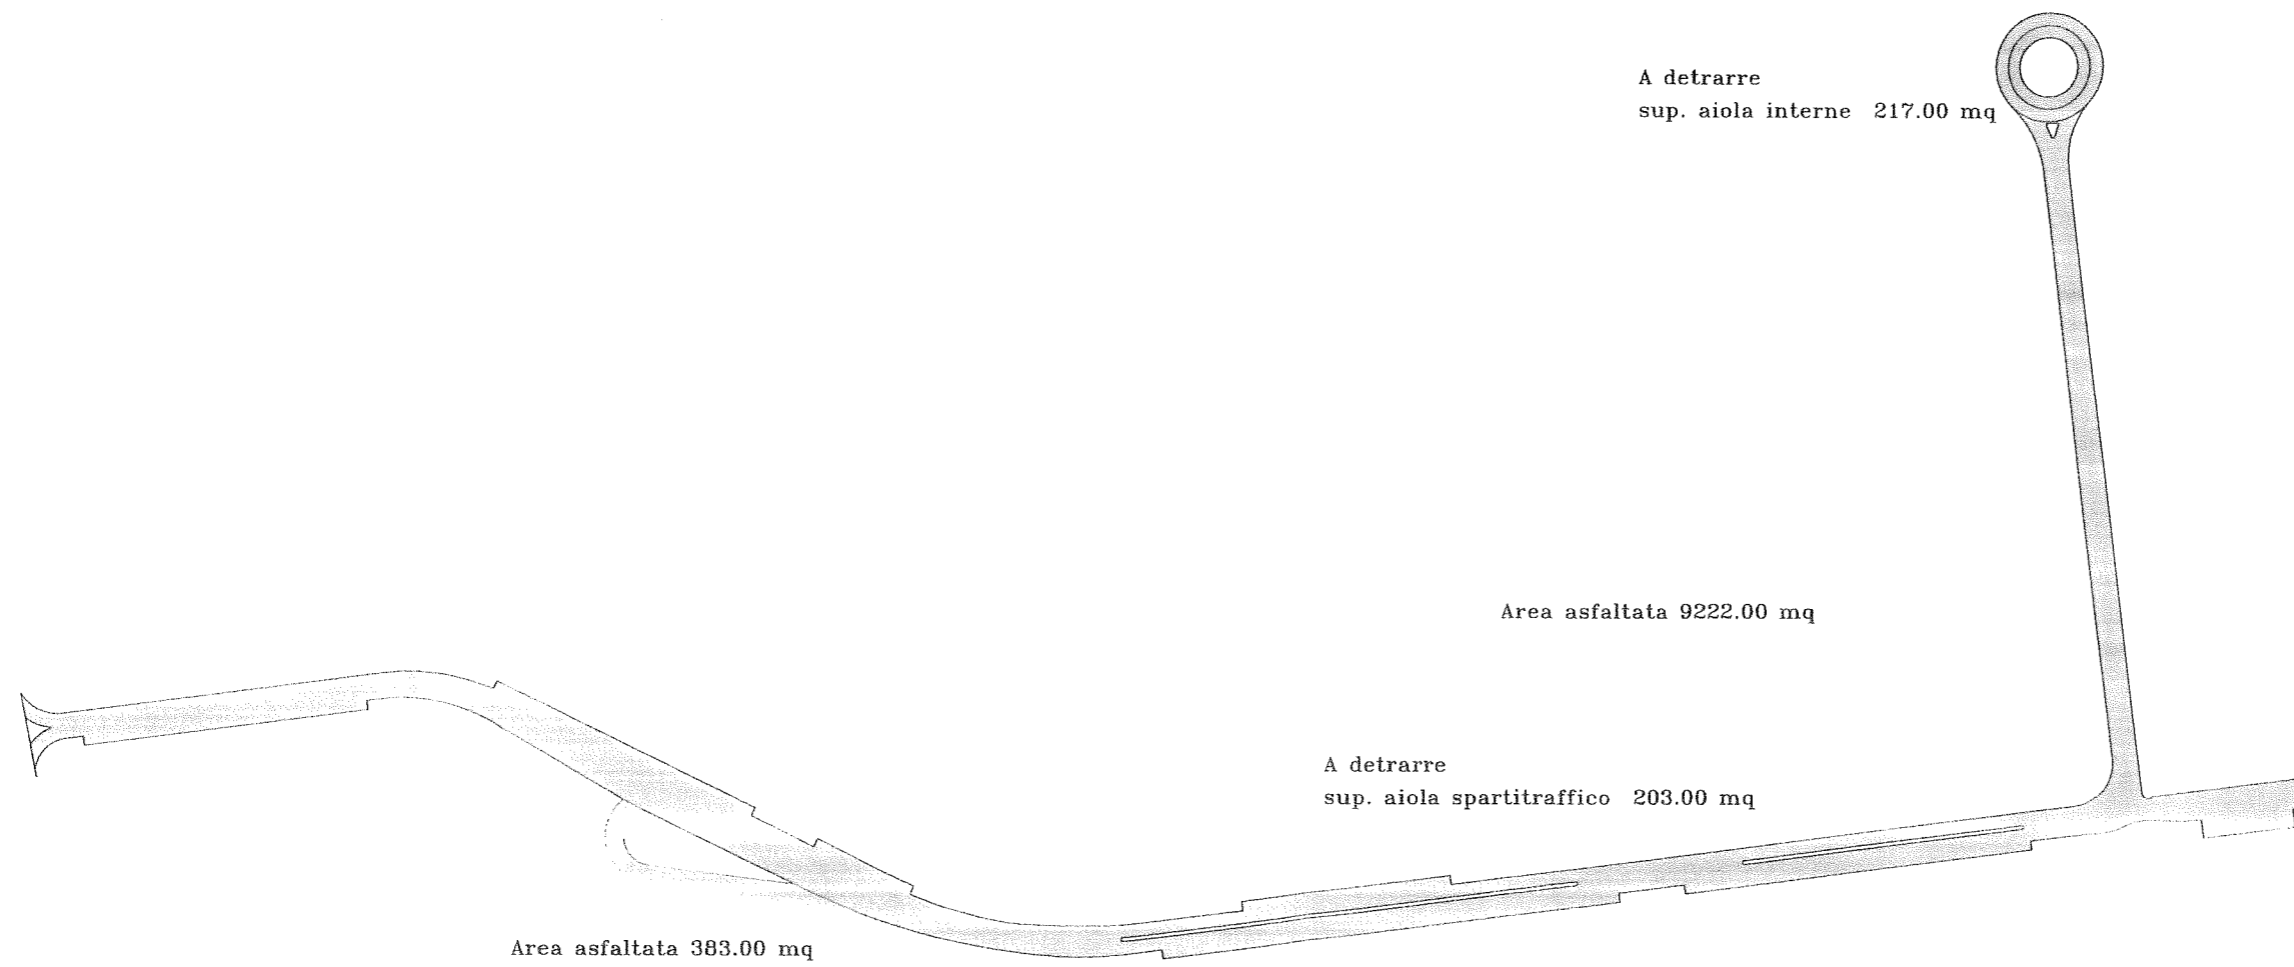 A detrarre
sup. aiola interne 217.00 mq
Area asfaltata 9222.00 mq
A detrarre
sup. aiola spartitraffico 203.00 mq
Area asfaltata 383.00 mq